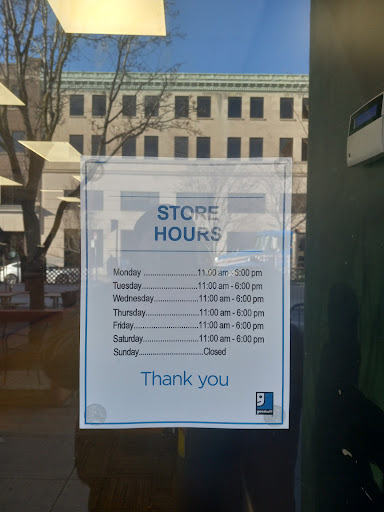 STORE
HOURS
Monday.......................11:00 am - 6:00 pm
Tuesday.......................11:00 am - 6:00 pm
Wednesday..................11:00 am - 6:00 pm
Thursday......................11:00 am - 6:00 pm
Friday..........................11:00 am - 6:00 pm
Saturday......................11:00 am - 6:00 pm
Sunday..........................Closed
Thank you
goodwill